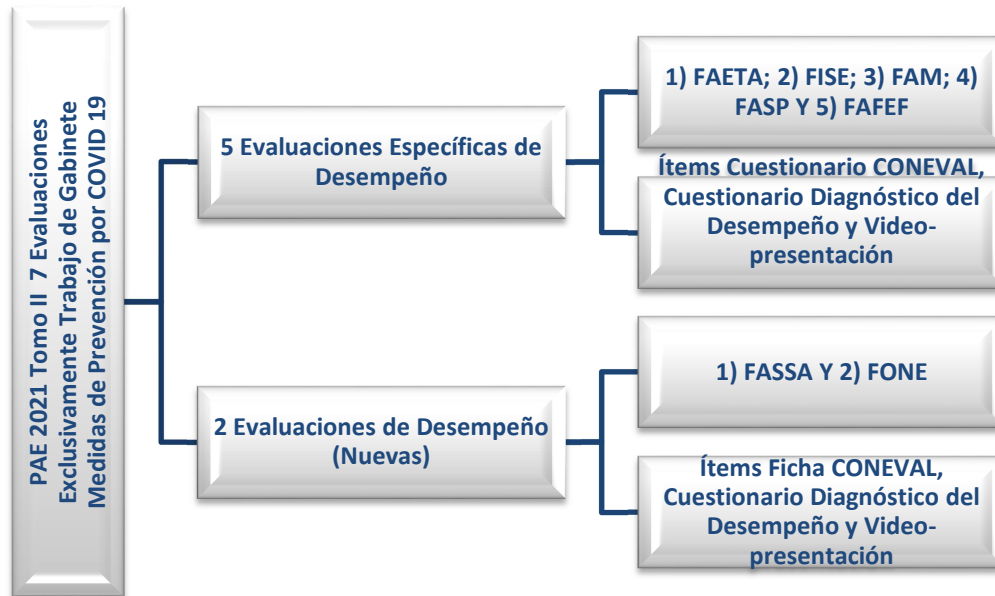 PAE 2021 Tomo II  7 Evaluaciones
Exclusivamente Trabajo de Gabinete
Medidas de Prevención por COVID 19
5 Evaluaciones Específicas de
Desempeño
1) FAETA; 2) FISE; 3) FAM; 4)
FASP Y 5) FAFEF
Ítems Cuestionario CONEVAL,
Cuestionario Diagnóstico del
Desempeño y Video-
presentación
2 Evaluaciones de Desempeño
(Nuevas)
1) FASSA Y 2) FONE
Ítems Ficha CONEVAL,
Cuestionario Diagnóstico del
Desempeño y Video-
presentación